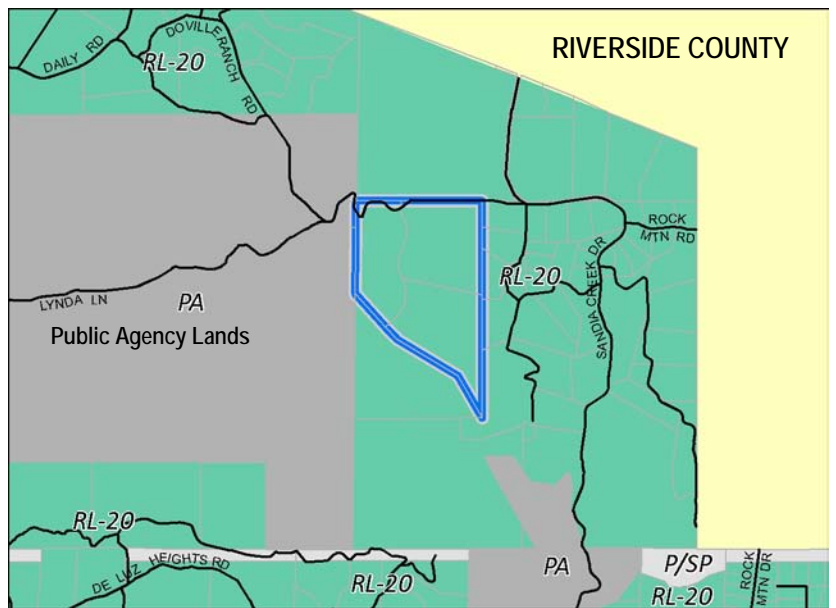 DAILY RD
DOVILLE RANCH RD
RL-20
RIVERSIDE COUNTY
ROCK
MTN RD
RL-20
SANDIA CREEK DR
LYNDA LN
PA
Public Agency Lands
RL-20
DE LUZ HEIGHTS RD
RL-20
PA
P/SP
ROCK
MTN DR
RL-20